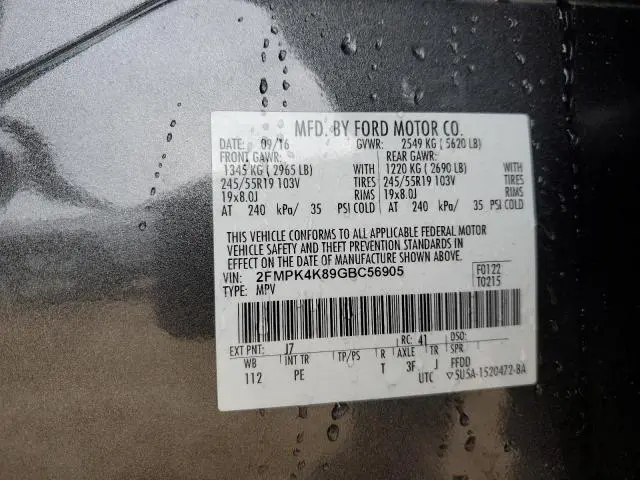 MFD. BY FORD MOTOR CO.
DATE: 09/16 GVWR: 2549 KG ( 5620 LB)
FRONT GAWR: REAR GAWR:
1345 KG ( 2965 LB) WITH 1220 KG ( 2690 LB) WITH
245/55R19 103V TIRES 245/55R19 103V TIRES
19x8.0J RIMS 19x8.0J RIMS
AT 240 kPa/ 35 PSI COLD AT 240 kPa/ 35 PSI COLD
THIS VEHICLE CONFORMS TO ALL APPLICABLE FEDERAL MOTOR
VEHICLE SAFETY AND THEFT PREVENTION STANDARDS IN
EFFECT ON THE DATE OF MANUFACTURE SHOWN ABOVE.
VIN: 2FMPK4K89GBC56905 F0122
TYPE: MPV T0215
EXT PNT: J7 RC: 41 DSO:
WB INT TR TP/PS R AXLE TR SPR
112 PE T 3F J FFDD
UTC ▽5U5A-1520472-BA